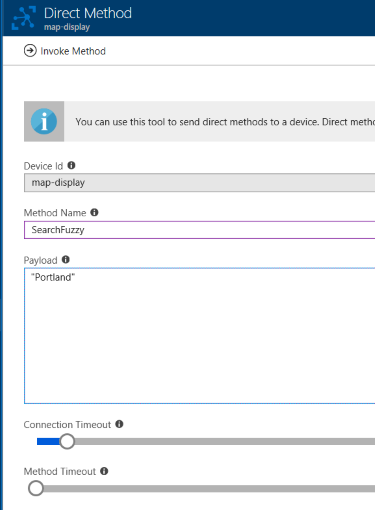 Direct Method
map-display
Invoke Method
You can use this tool to send direct methods to a device. Direct
Device Id
map-display
Method Name
SearchFuzzy
Payload
"Portland"
Connection Timeout
Method Timeout